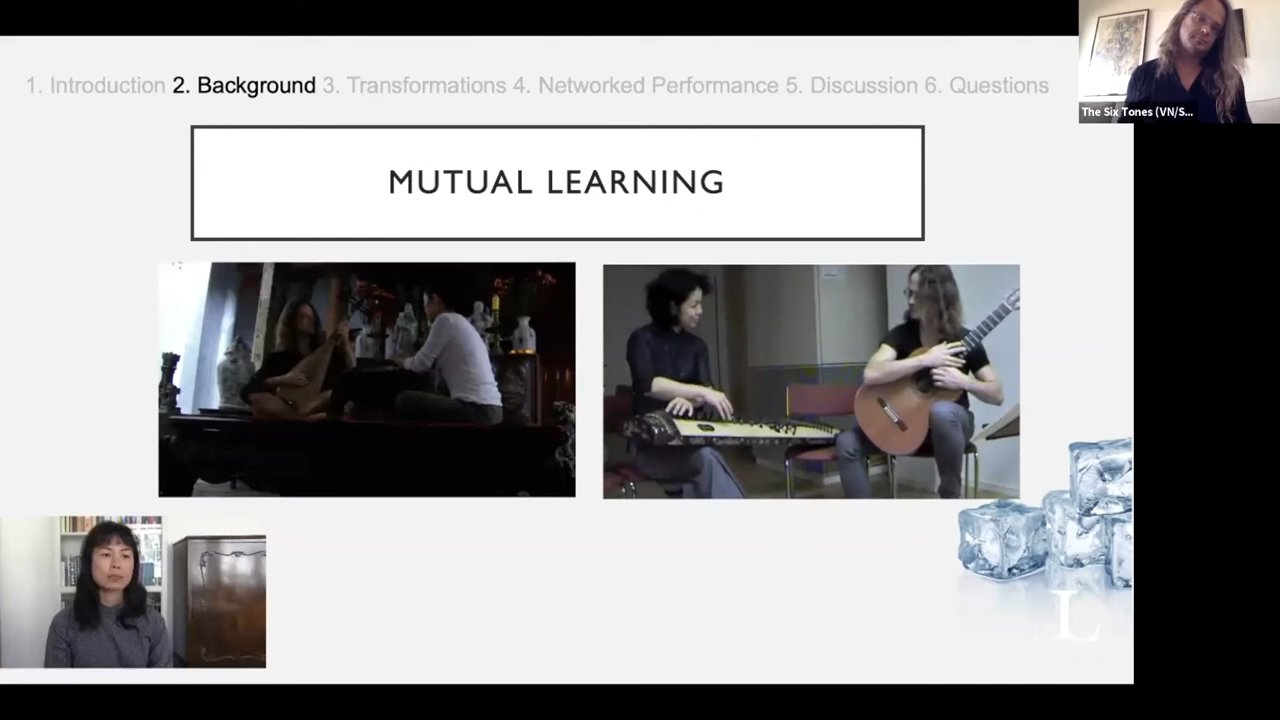 1. Introduction 2. Background 3. Transformations 4. Networked Performance 5. Discussion 6. Questions
The Six Tones (VN/S...
MUTUAL LEARNING
L